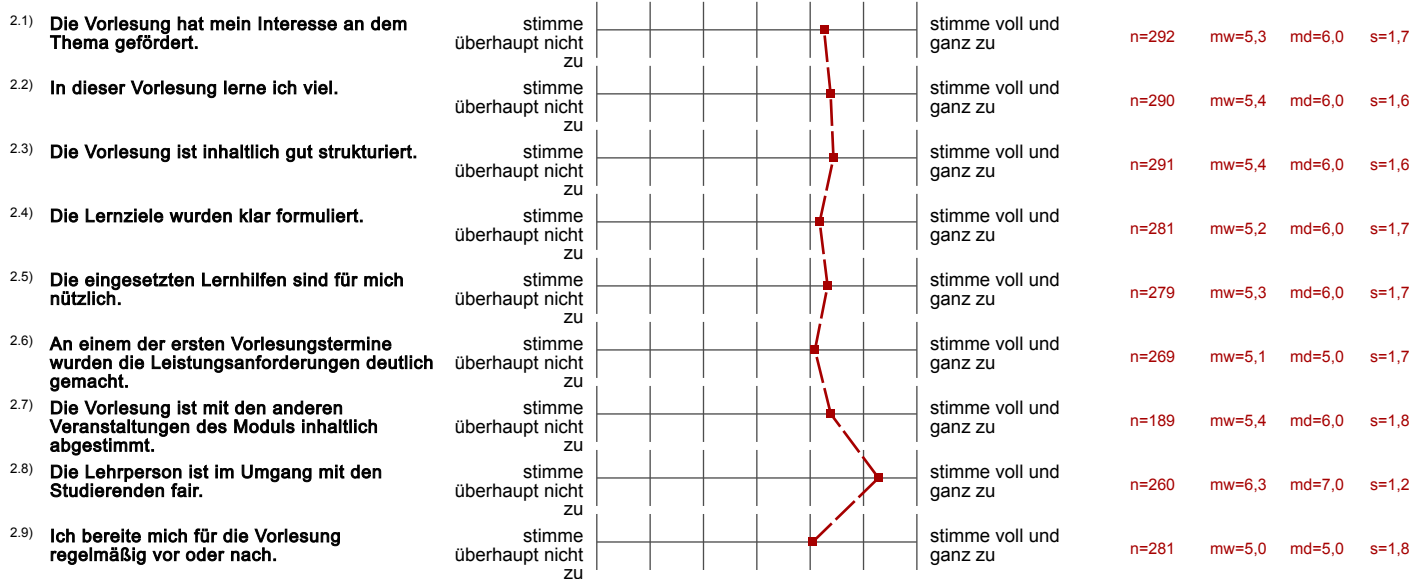 2.1) Die Vorlesung hat mein Interesse an dem
Thema gefördert.
stimme
überhaupt nicht
zu
stimme voll und
ganz zu
n=292 mw=5,3 md=6,0 s=1,7
2.2) In dieser Vorlesung lerne ich viel.
stimme
überhaupt nicht
zu
stimme voll und
ganz zu
n=290 mw=5,4 md=6,0 s=1,6
2.3) Die Vorlesung ist inhaltlich gut strukturiert.
stimme
überhaupt nicht
zu
stimme voll und
ganz zu
n=291 mw=5,4 md=6,0 s=1,6
2.4) Die Lernziele wurden klar formuliert.
stimme
überhaupt nicht
zu
stimme voll und
ganz zu
n=281 mw=5,2 md=6,0 s=1,7
2.5) Die eingesetzten Lernhilfen sind für mich
nützlich.
stimme
überhaupt nicht
zu
stimme voll und
ganz zu
n=279 mw=5,3 md=6,0 s=1,7
2.6) An einem der ersten Vorlesungstermine
wurden die Leistungsanforderungen deutlich
gemacht.
stimme
überhaupt nicht
zu
stimme voll und
ganz zu
n=269 mw=5,1 md=5,0 s=1,7
2.7) Die Vorlesung ist mit den anderen
Veranstaltungen des Moduls inhaltlich
abgestimmt.
stimme
überhaupt nicht
zu
stimme voll und
ganz zu
n=189 mw=5,4 md=6,0 s=1,8
2.8) Die Lehrperson ist im Umgang mit den
Studierenden fair.
stimme
überhaupt nicht
zu
stimme voll und
ganz zu
n=260 mw=6,3 md=7,0 s=1,2
2.9) Ich bereite mich für die Vorlesung
regelmäßig vor oder nach.
stimme
überhaupt nicht
zu
stimme voll und
ganz zu
n=281 mw=5,0 md=5,0 s=1,8